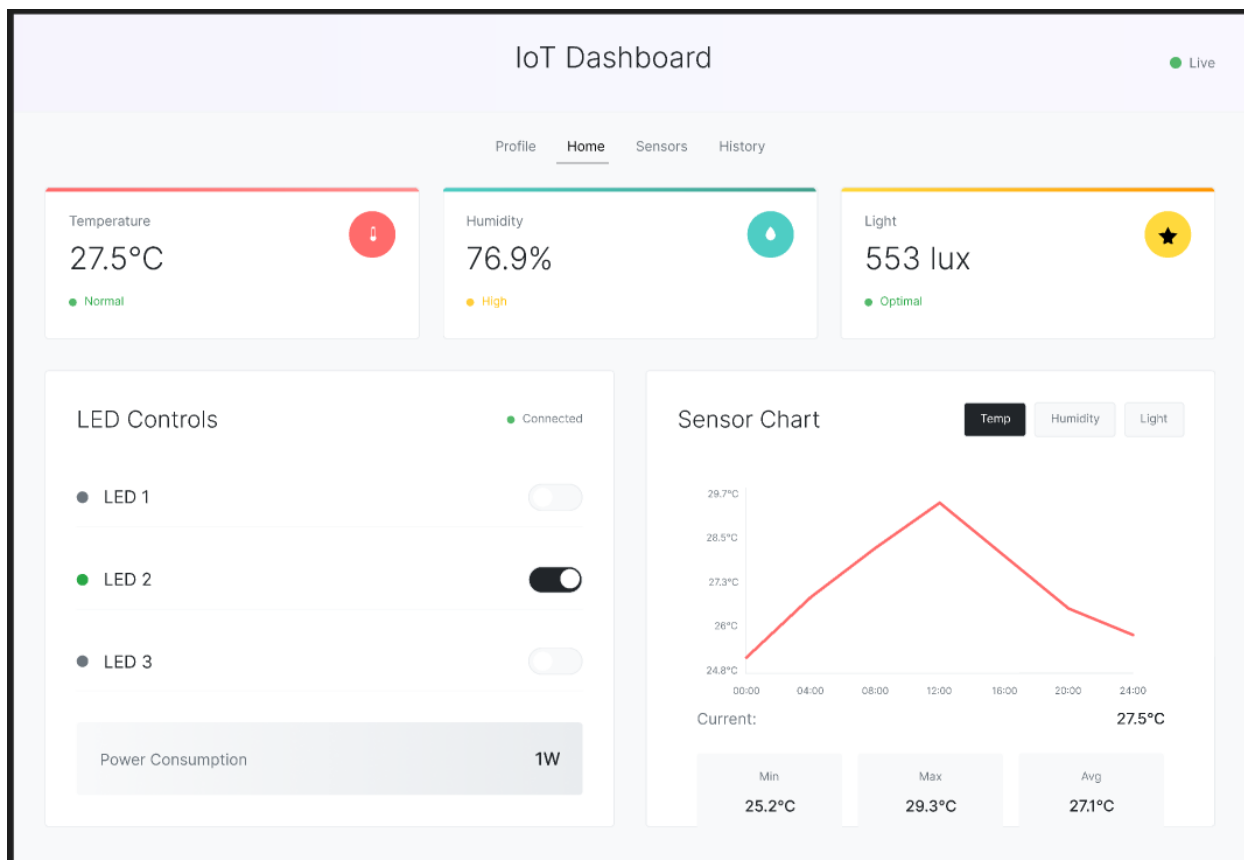 IoT Dashboard
Live
Profile Home Sensors History
Temperature
27.5°C
Normal
Humidity
76.9%
High
Light
553 lux
Optimal
LED Controls
Connected
LED 1
LED 2
LED 3
Power Consumption 1W
Sensor Chart
Temp Humidity Light
29.7°C
28.5°C
27.3°C
26°C
24.8°C
00:00 04:00 08:00 12:00 16:00 20:00 24:00
Current: 27.5°C
Min
25.2°C
Max
29.3°C
Avg
27.1°C